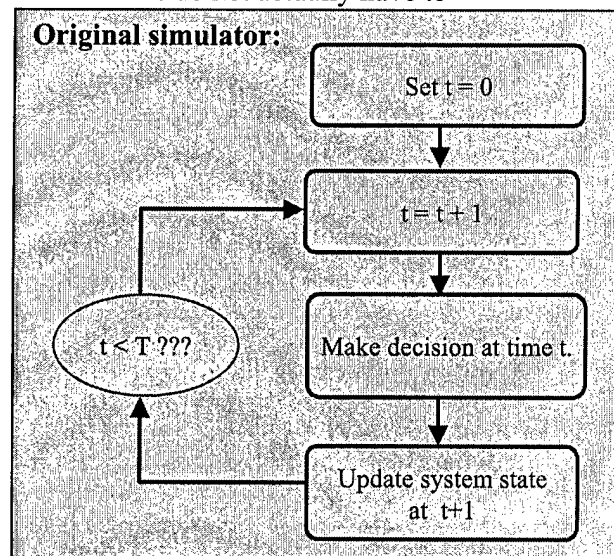 Original simulator:
Set t = 0
t = t + 1
Make decision at time t.
Update system state
at t+1
t < T ???